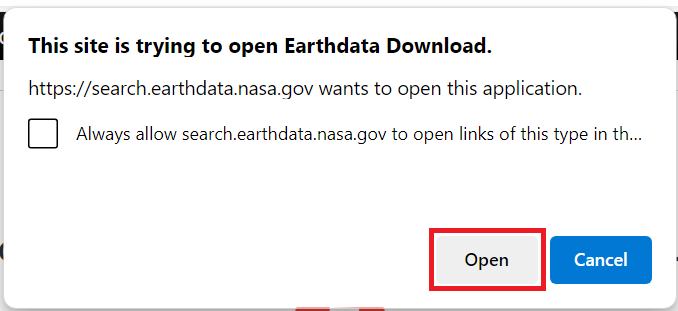 This site is trying to open Earthdata Download.
https://search.earthdata.nasa.gov wants to open this application.
Always allow search.earthdata.nasa.gov to open links of this type in th...
Open
Cancel